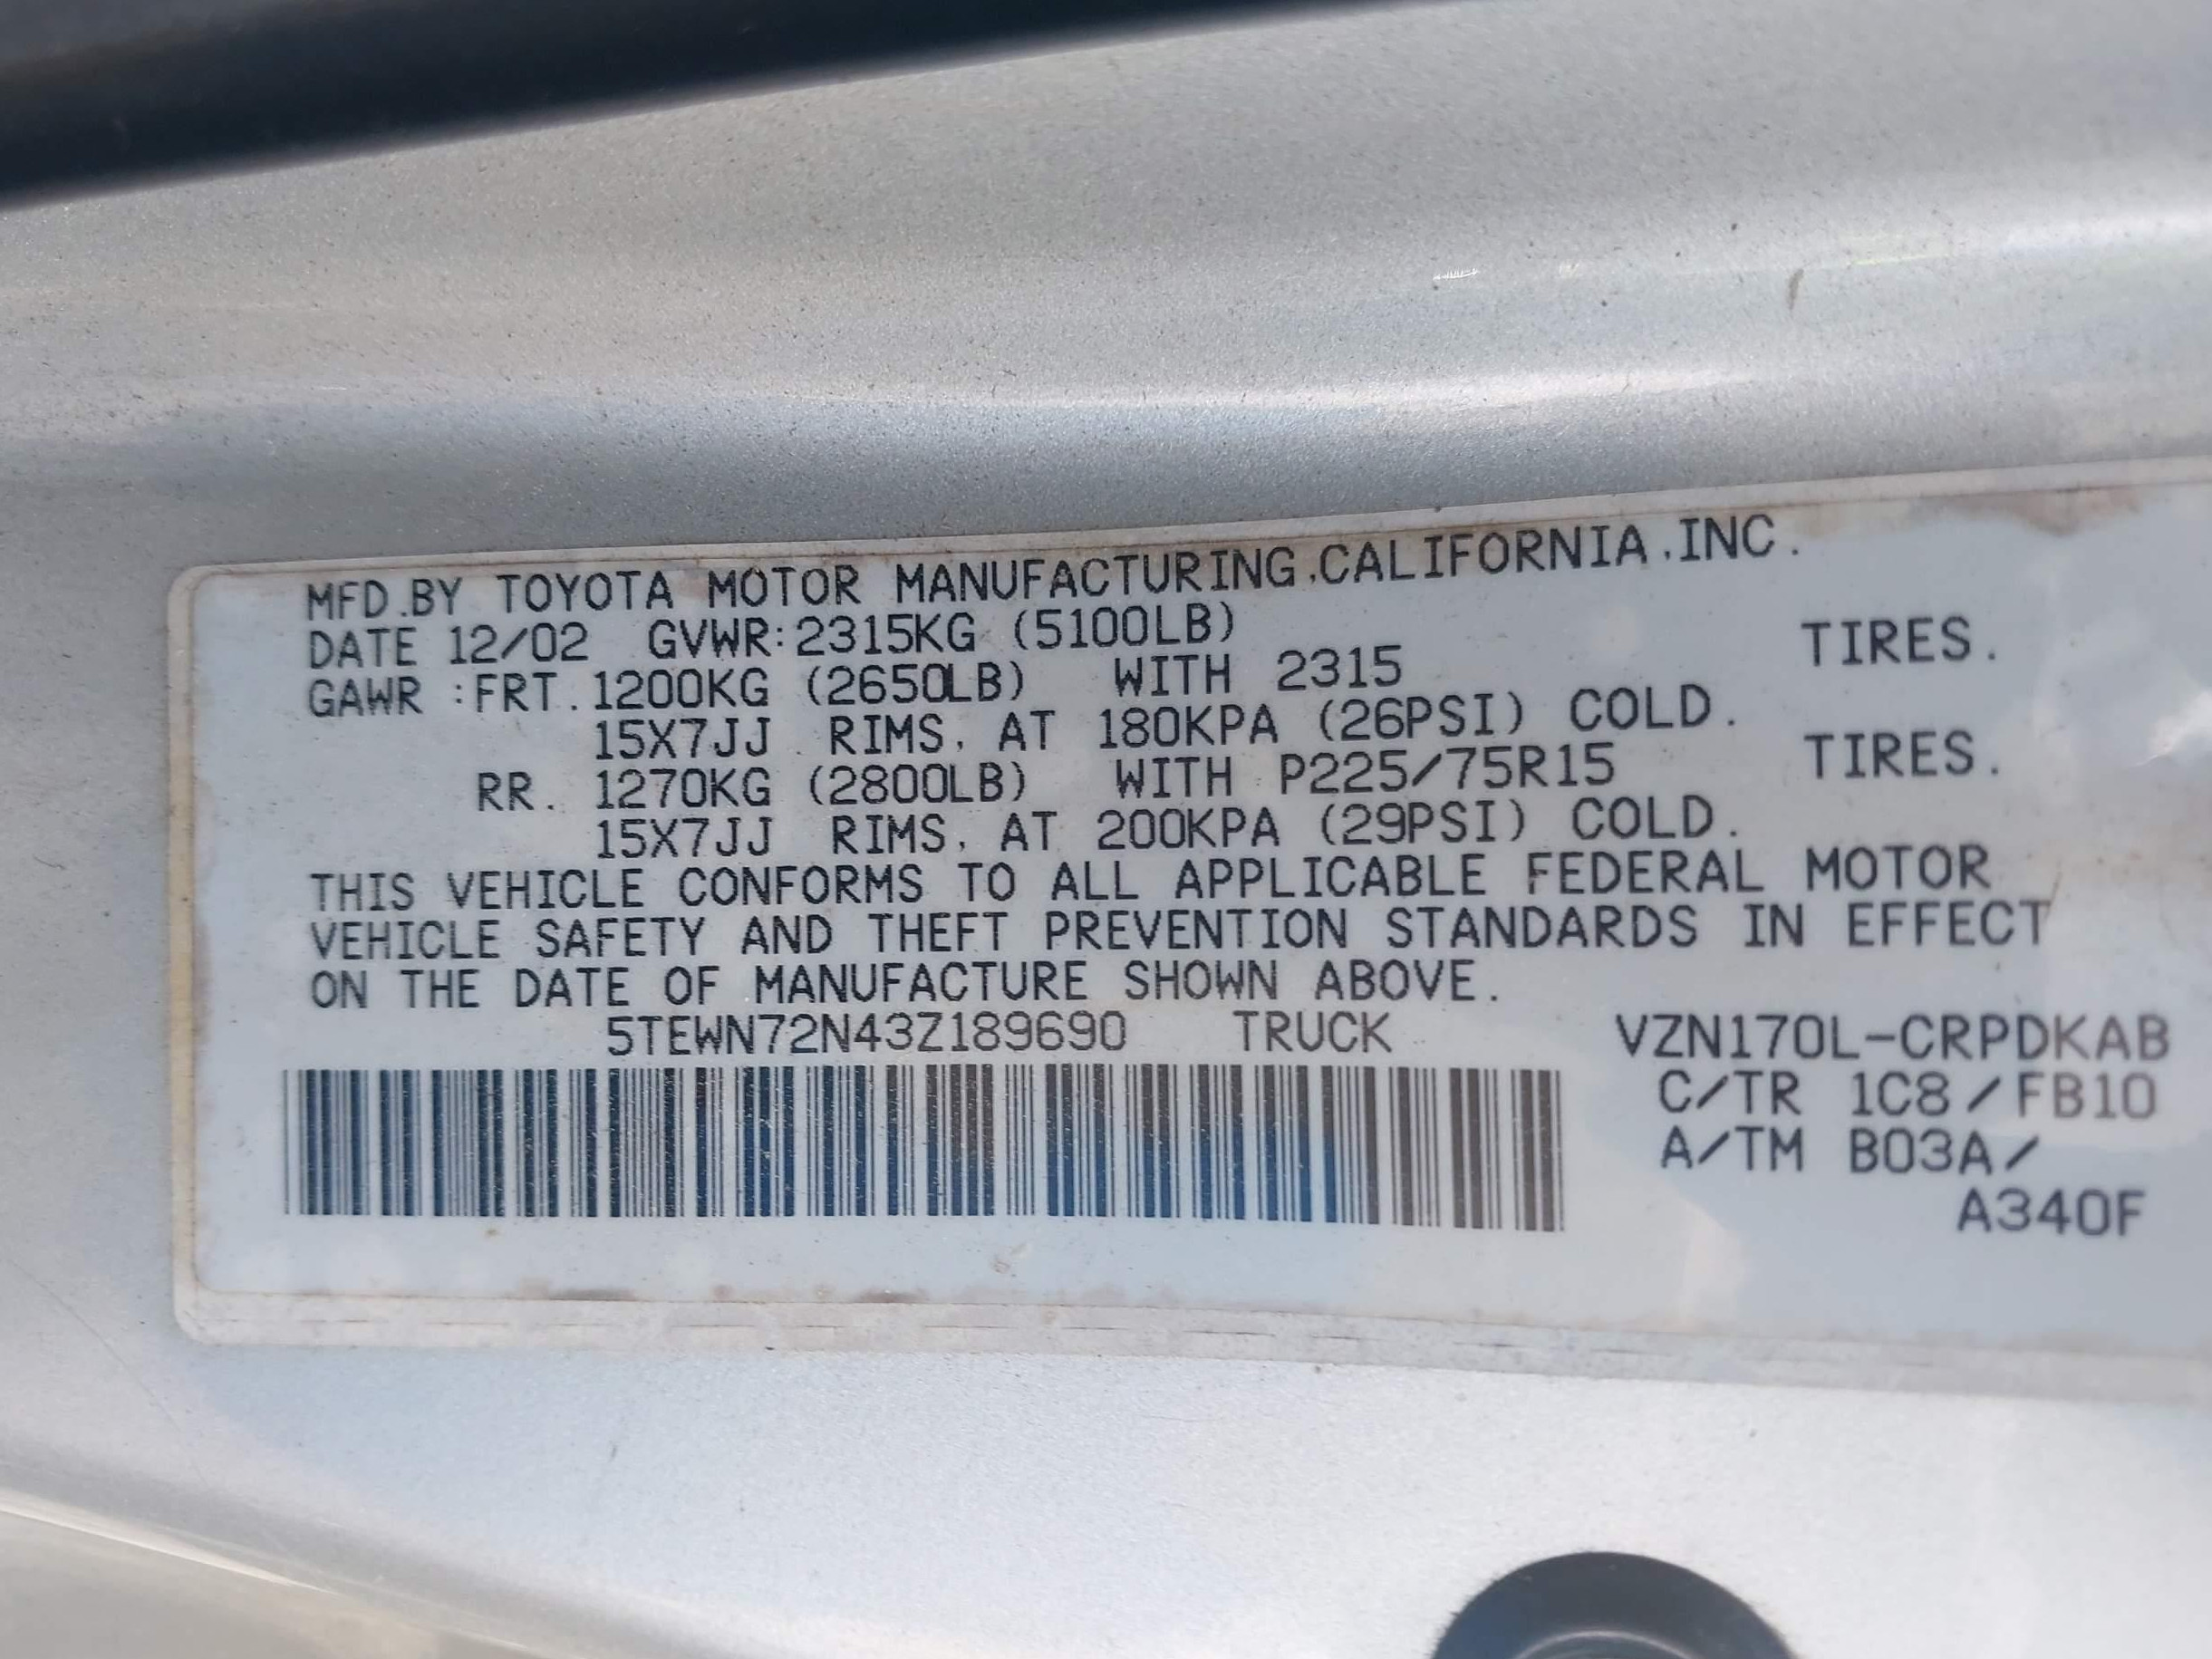 MFD.BY TOYOTA MOTOR MANUFACTURING,CALIFORNIA,INC.
DATE 12/02 GVWR:2315KG (5100LB)
GAWR :FRT. 1200KG (2650LB) WITH 2315 TIRES.
15X7JJ RIMS, AT 180KPA (26PSI) COLD.
RR. 1270KG (2800LB) WITH P225/75R15 TIRES.
15X7JJ RIMS, AT 200KPA (29PSI) COLD.
THIS VEHICLE CONFORMS TO ALL APPLICABLE FEDERAL MOTOR
VEHICLE SAFETY AND THEFT PREVENTION STANDARDS IN EFFECT
ON THE DATE OF MANUFACTURE SHOWN ABOVE.
5TEWN72N43Z189690 TRUCK VZN170L-CRPDKAB
C/TR 1C8/FB10
A/TM B03A/
A340F